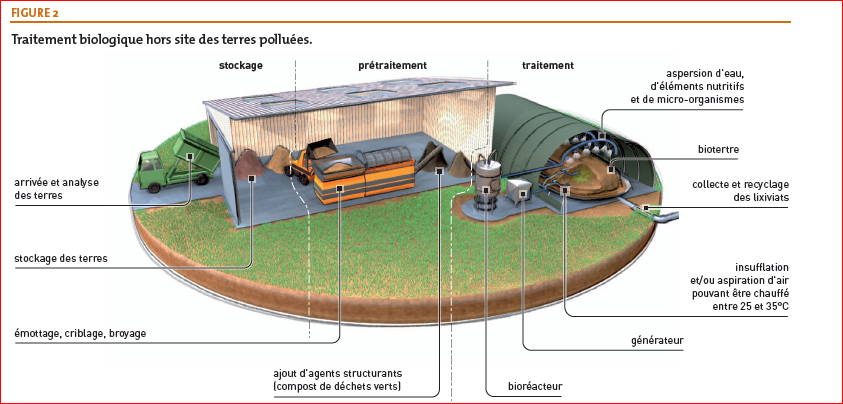 FIGURE 2
Traitement biologique hors site des terres polluées.
stockage
prétraitement
traitement
aspersion d'eau,
d'éléments nutritifs
et de micro-organismes
biotertre
collecte et recyclage
des lixiviats
arrivée et analyse
des terres
stockage des terres
insufflation
et/ou aspiration d'air
pouvant être chauffé
entre 25 et 35°C
émottage, criblage, broyage
générateur
ajout d'agents structurants
(compost de déchets verts)
bioréacteur